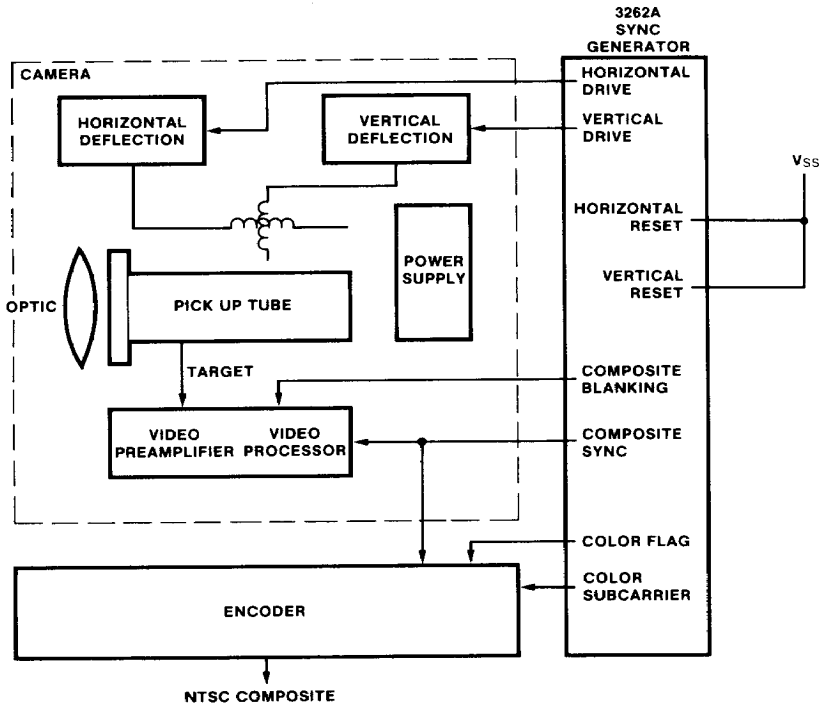 3262A
SYNC
GENERATOR
CAMERA
HORIZONTAL
DRIVE
HORIZONTAL
DEFLECTION
VERTICAL
DEFLECTION
VERTICAL
DRIVE
VSS
HORIZONTAL
RESET
POWER
SUPPLY
VERTICAL
RESET
OPTIC
PICK UP TUBE
TARGET
COMPOSITE
BLANKING
VIDEO
PREAMPLIFIER
VIDEO
PROCESSOR
COMPOSITE
SYNC
COLOR FLAG
COLOR
SUBCARRIER
ENCODER
NTSC COMPOSITE